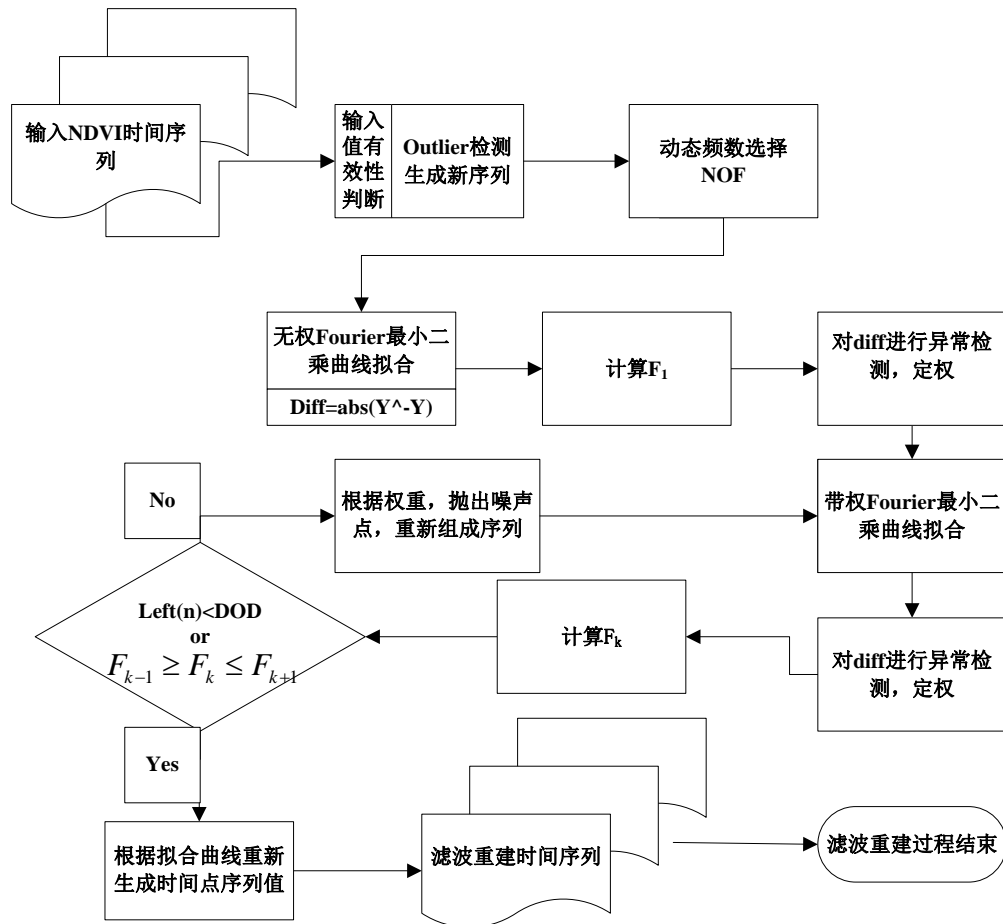 输入NDVI时间序
列
输入
值有
效性
判断
Outlier检测
生成新序列
动态频数选择
NOF
无权Fourier最小二
乘曲线拟合
Diff=abs(Y^-Y)
计算F₁
对diff进行异常检
测，定权
No
根据权重，抛出噪声
点，重新组成序列
带权Fourier最小二
乘曲线拟合
Left(n)<DOD
or
F_{k-1} ≥ F_k ≤ F_{k+1}
计算F_k
对diff进行异常检
测，定权
Yes
根据拟合曲线重新
生成时间点序列值
滤波重建时间序列
滤波重建过程结束